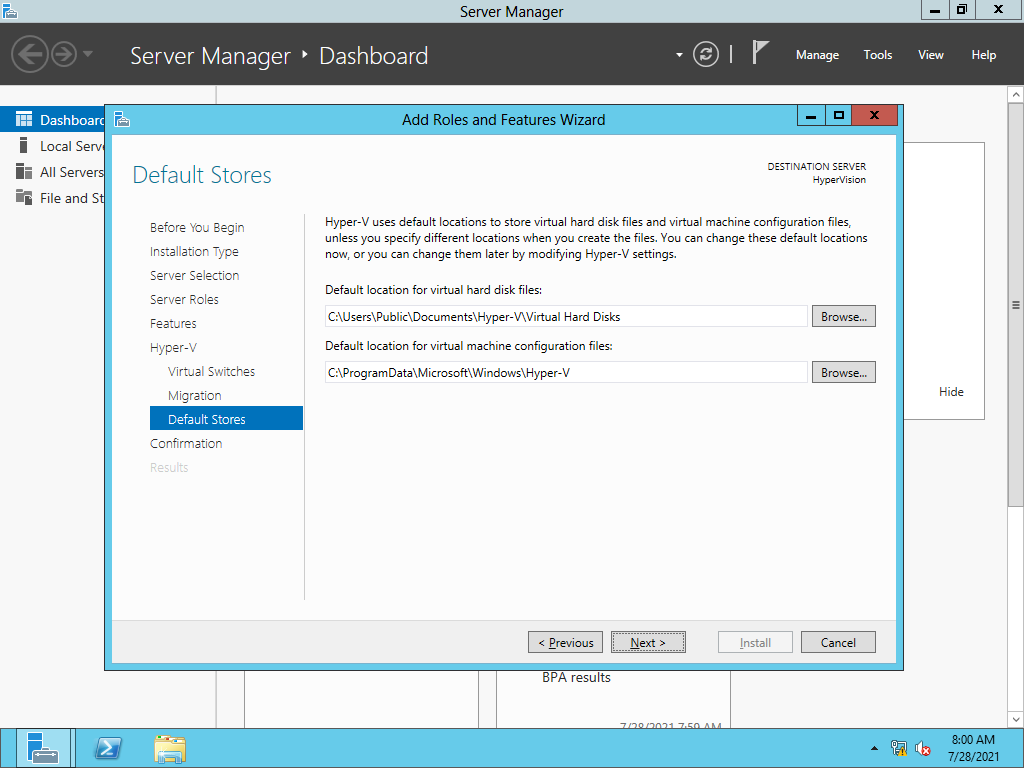 Server Manager
Server Manager ‣ Dashboard
Manage
Tools
View
Help
Dashboard
Local Serve
All Servers
File and St
Add Roles and Features Wizard
Default Stores
DESTINATION SERVER
HyperVision
Before You Begin
Installation Type
Server Selection
Server Roles
Features
Hyper-V
Virtual Switches
Migration
Default Stores
Confirmation
Results
Hyper-V uses default locations to store virtual hard disk files and virtual machine configuration files,
unless you specify different locations when you create the files. You can change these default locations
now, or you can change them later by modifying Hyper-V settings.
Default location for virtual hard disk files:
C:\Users\Public\Documents\Hyper-V\Virtual Hard Disks
Browse...
Default location for virtual machine configuration files:
C:\ProgramData\Microsoft\Windows\Hyper-V
Browse...
Hide
< Previous
Next >
Install
Cancel
BPA results
7/28/2021 7:59 AM
8:00 AM
7/28/2021